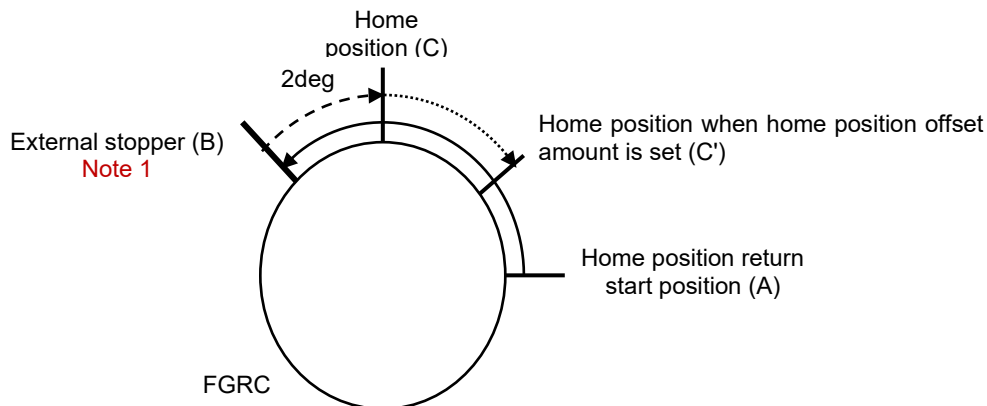 Home
position (C)
2deg
External stopper (B)
Note 1
Home position when home position offset
amount is set (C')
Home position return
start position (A)
FGRC